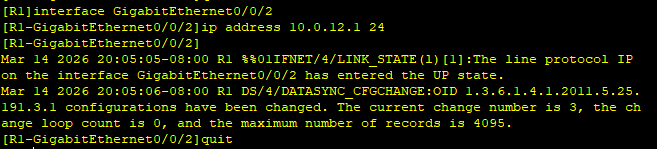 [R1]interface GigabitEthernet0/0/2
[R1-GigabitEthernet0/0/2]ip address 10.0.12.1 24
[R1-GigabitEthernet0/0/2]
Mar 14 2026 20:05:05-08:00 R1 %%01IFNET/4/LINK_STATE(l)[1]:The line protocol IP
on the interface GigabitEthernet0/0/2 has entered the UP state.
Mar 14 2026 20:05:06-08:00 R1 DS/4/DATASYNC_CFGCHANGE:OID 1.3.6.1.4.1.2011.5.25.
191.3.1 configurations have been changed. The current change number is 3, the ch
ange loop count is 0, and the maximum number of records is 4095.
[R1-GigabitEthernet0/0/2]quit